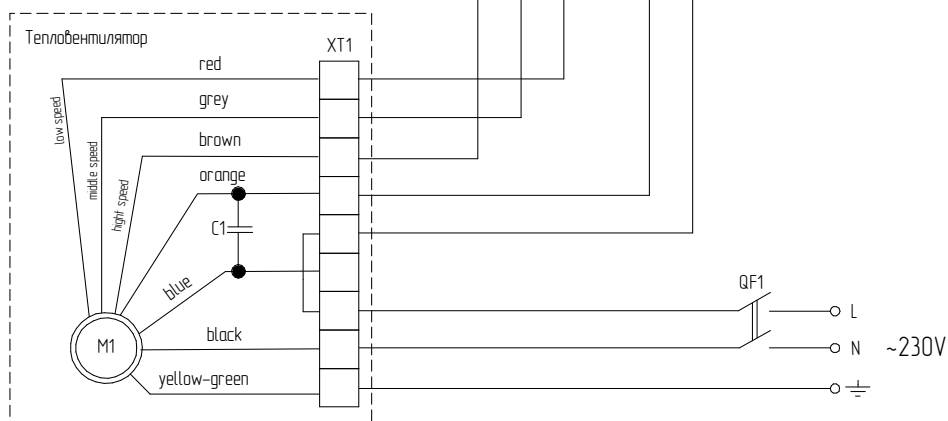 Тепловентилятор
XT1
red
grey
low speed
brown
middle speed
orange
hight speed
C1
blue
QF1
L
M1
black
N
~230V
yellow-green